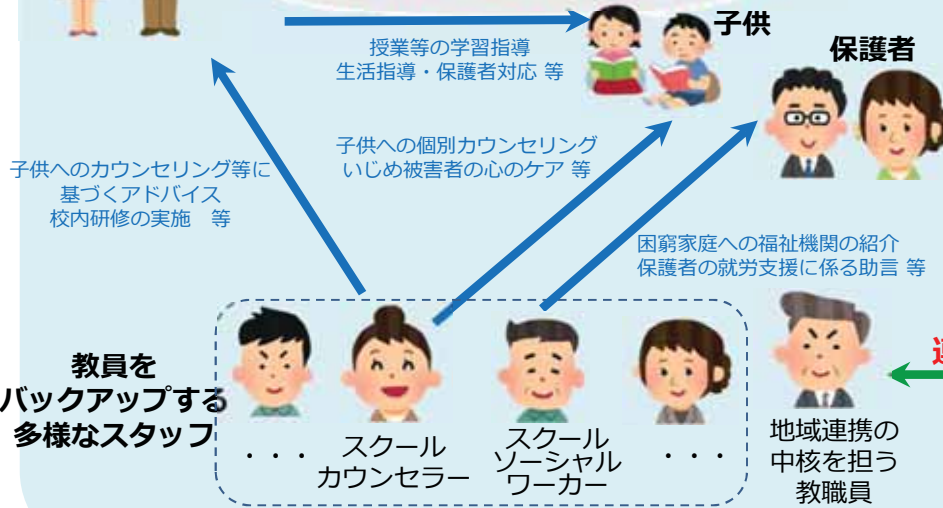 子供
保護者
授業等の学習指導
生活指導・保護者対応 等
子供へのカウンセリング等に
基づくアドバイス
校内研修の実施　等
子供への個別カウンセリング
いじめ被害者の心のケア 等
困窮家庭への福祉機関の紹介
保護者の就労支援に係る助言 等
教員を
バックアップする
多様なスタッフ
・・・
スクール
カウンセラー
スクール
ソーシャル
ワーカー
・・・
地域連携の
中核を担う
教職員